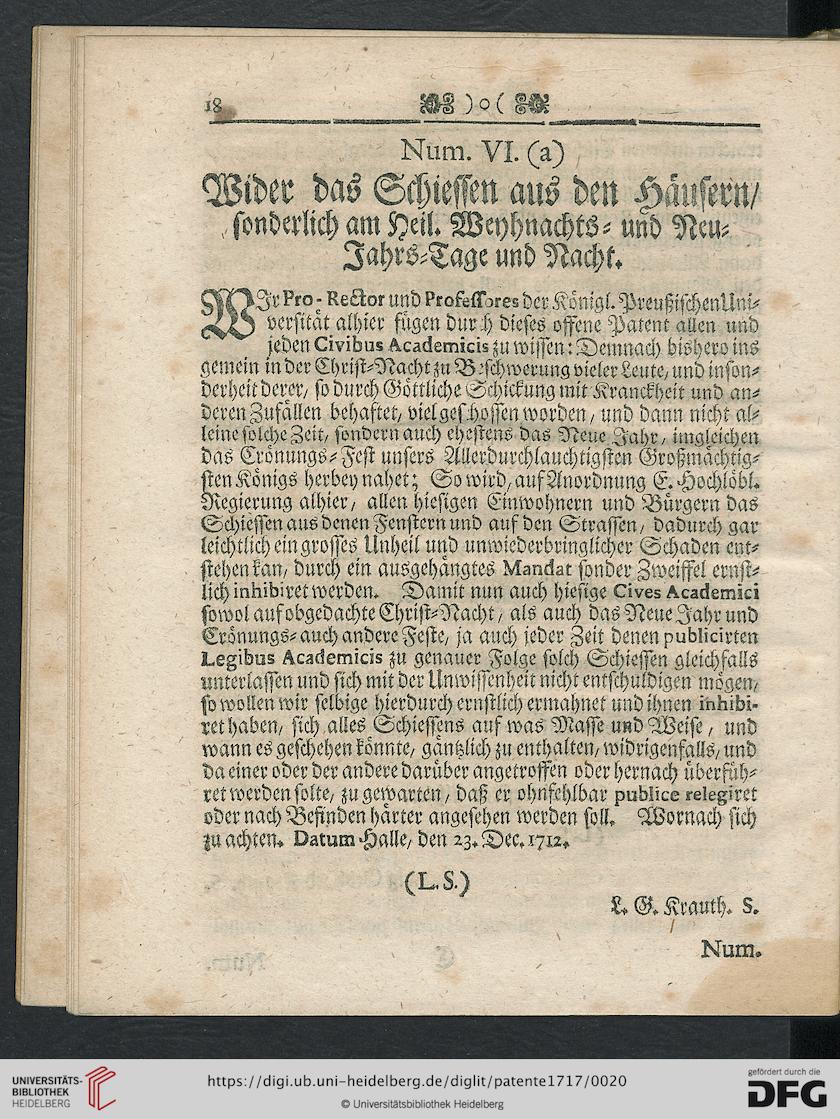 18 )o(
Num. VI. (a)
Wider das Schiessen aus den Häusern/
sonderlich am Heil. Weyhnachts- und Neu-
Jahrs-Tage und Nacht.
WJr Pro-Rector und Professores der Königl. Preußischen Uni-
versität alhier fügen durch dieses offene Patent allen und
jeden Civibus Academicis zu wissen: Demnach bishero ins
gemein in der Christ-Nacht zu Beschwerung vieler Leute, und inson-
derheit derer, so durch Göttliche Schickung mit Kranckheit und an-
deren Zufällen behaftet, viel geschossen worden, und dann nicht al-
leine solche Zeit, sondern auch ehestens das Neue Jahr, imgleichen
das Crönungs-Fest unsers Allerdurchlauchtigsten Großmächtig-
sten Königs herbey nahet; So wird, auf Anordnung E. Hochlöbl.
Regierung alhier, allen hiesigen Einwohnern und Bürgern das
Schiessen aus denen Fenstern und auf den Strassen, dadurch gar
leichtlich ein grosses Unheil und unwiederbringlicher Schaden ent-
stehen kan, durch ein ausgehängtes Mandat sonder Zweiffel ernst-
lich inhibiret werden. Damit nun auch hiesige Cives Academici
sowol auf obgedachte Christ-Nacht, als auch das Neue Jahr und
Crönungs- auch andere Feste, ja auch jeder Zeit denen publicirten
Legibus Academicis zu genauer Folge solch Schiessen gleichfalls
unterlassen und sich mit der Unwissenheit nicht entschuldigen mögen,
so wollen wir selbige hierdurch ernstlich ermahnet und ihnen inhibi-
ret haben, sich alles Schiessens auf was Masse und Weise, und
wann es geschehen könnte, gäntzlich zu enthalten, widrigenfalls, und
da einer oder der andere darüber angetroffen oder hernach überfüh-
ret werden solte, zu gewarten, daß er ohnfehlbar publice relegiret
oder nach Befinden härter angesehen werden soll. Wornach sich
zu achten. Datum Halle, den 23. Dec. 1712.
(L.S.)
L. G. Krauth. S.
Num.
UNIVERSITÄTS-
BIBLIOTHEK
HEIDELBERG
https://digi.ub.uni-heidelberg.de/diglit/patente1717/0020
© Universitätsbibliothek Heidelberg
gefördert durch die
DFG